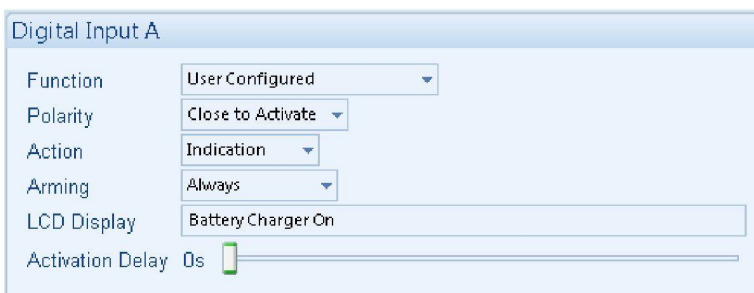 Digital Input A
Function User Configured
Polarity Close to Activate
Action Indication
Arming Always
LCD Display Battery Charger On
Activation Delay 0s